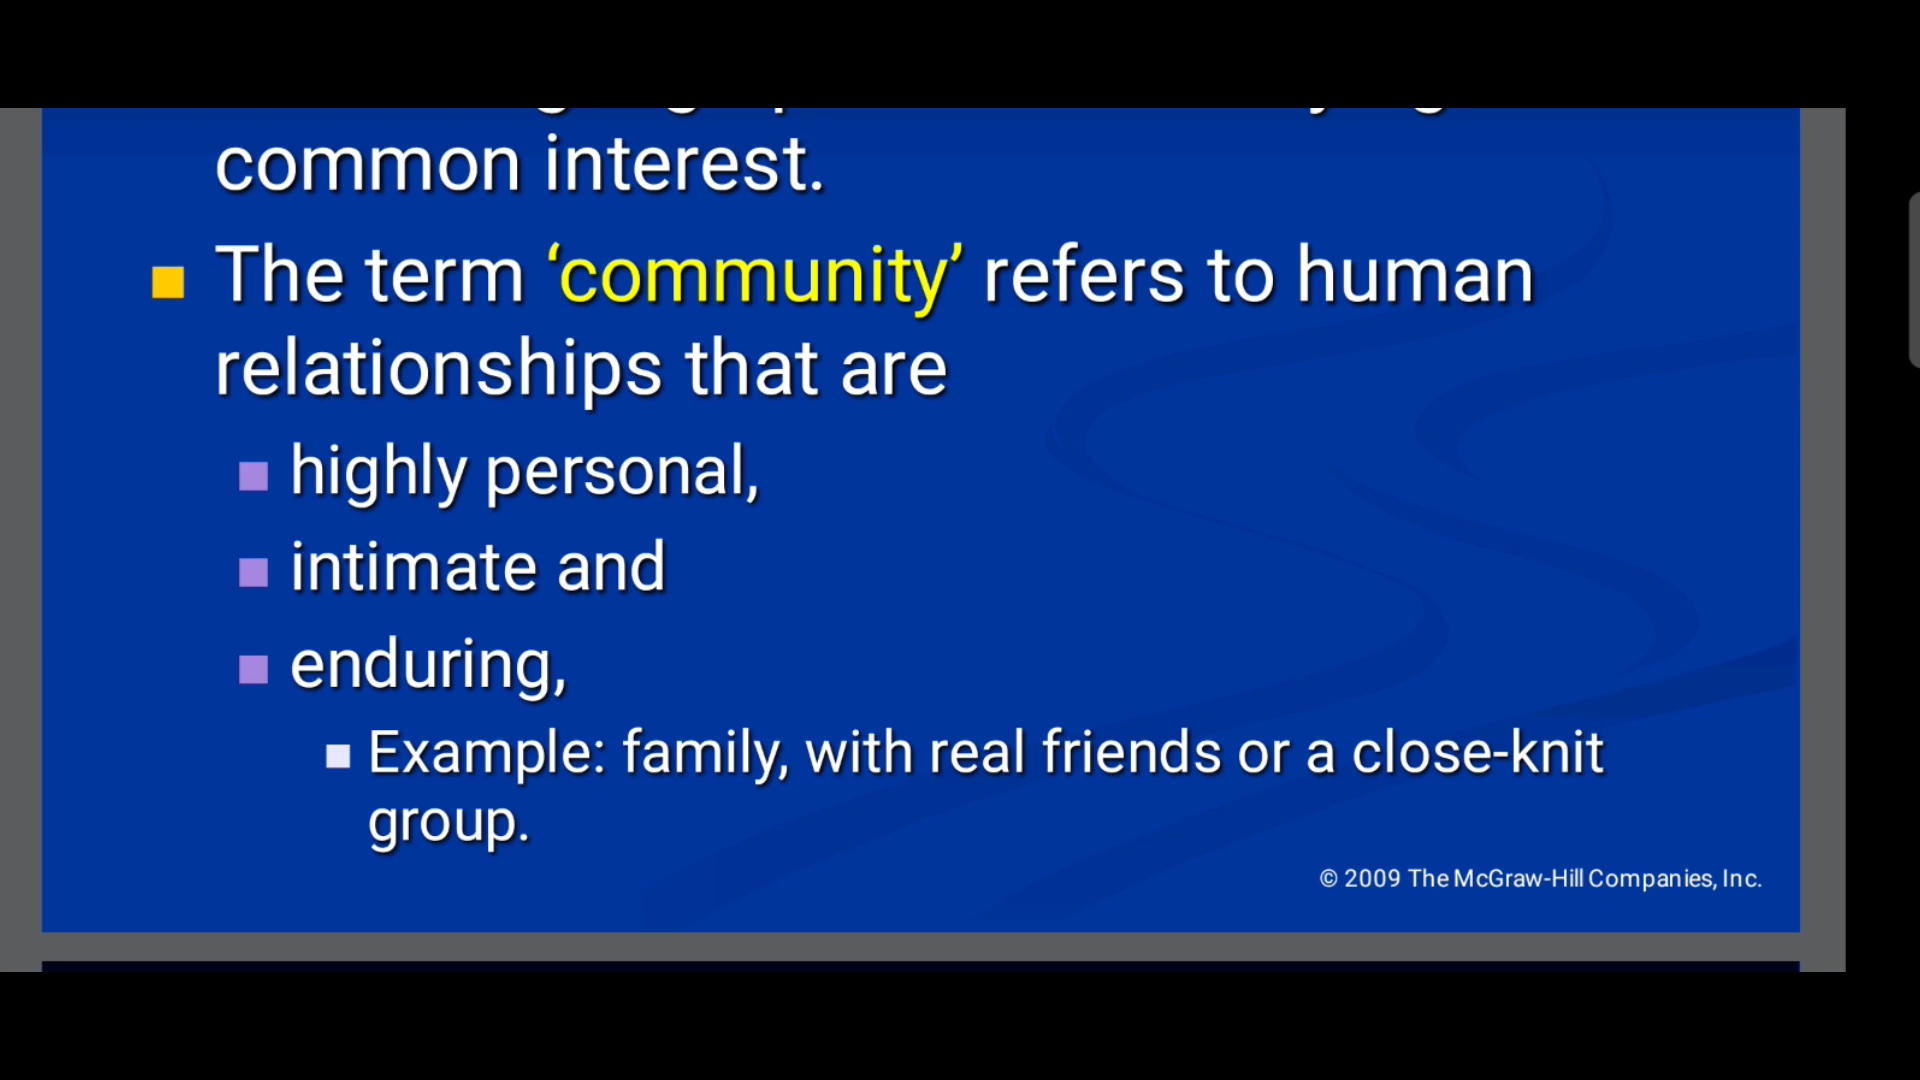 common interest.
The term ‘community’ refers to human
relationships that are
highly personal,
intimate and
enduring,
Example: family, with real friends or a close-knit
group.
© 2009 The McGraw-Hill Companies, Inc.